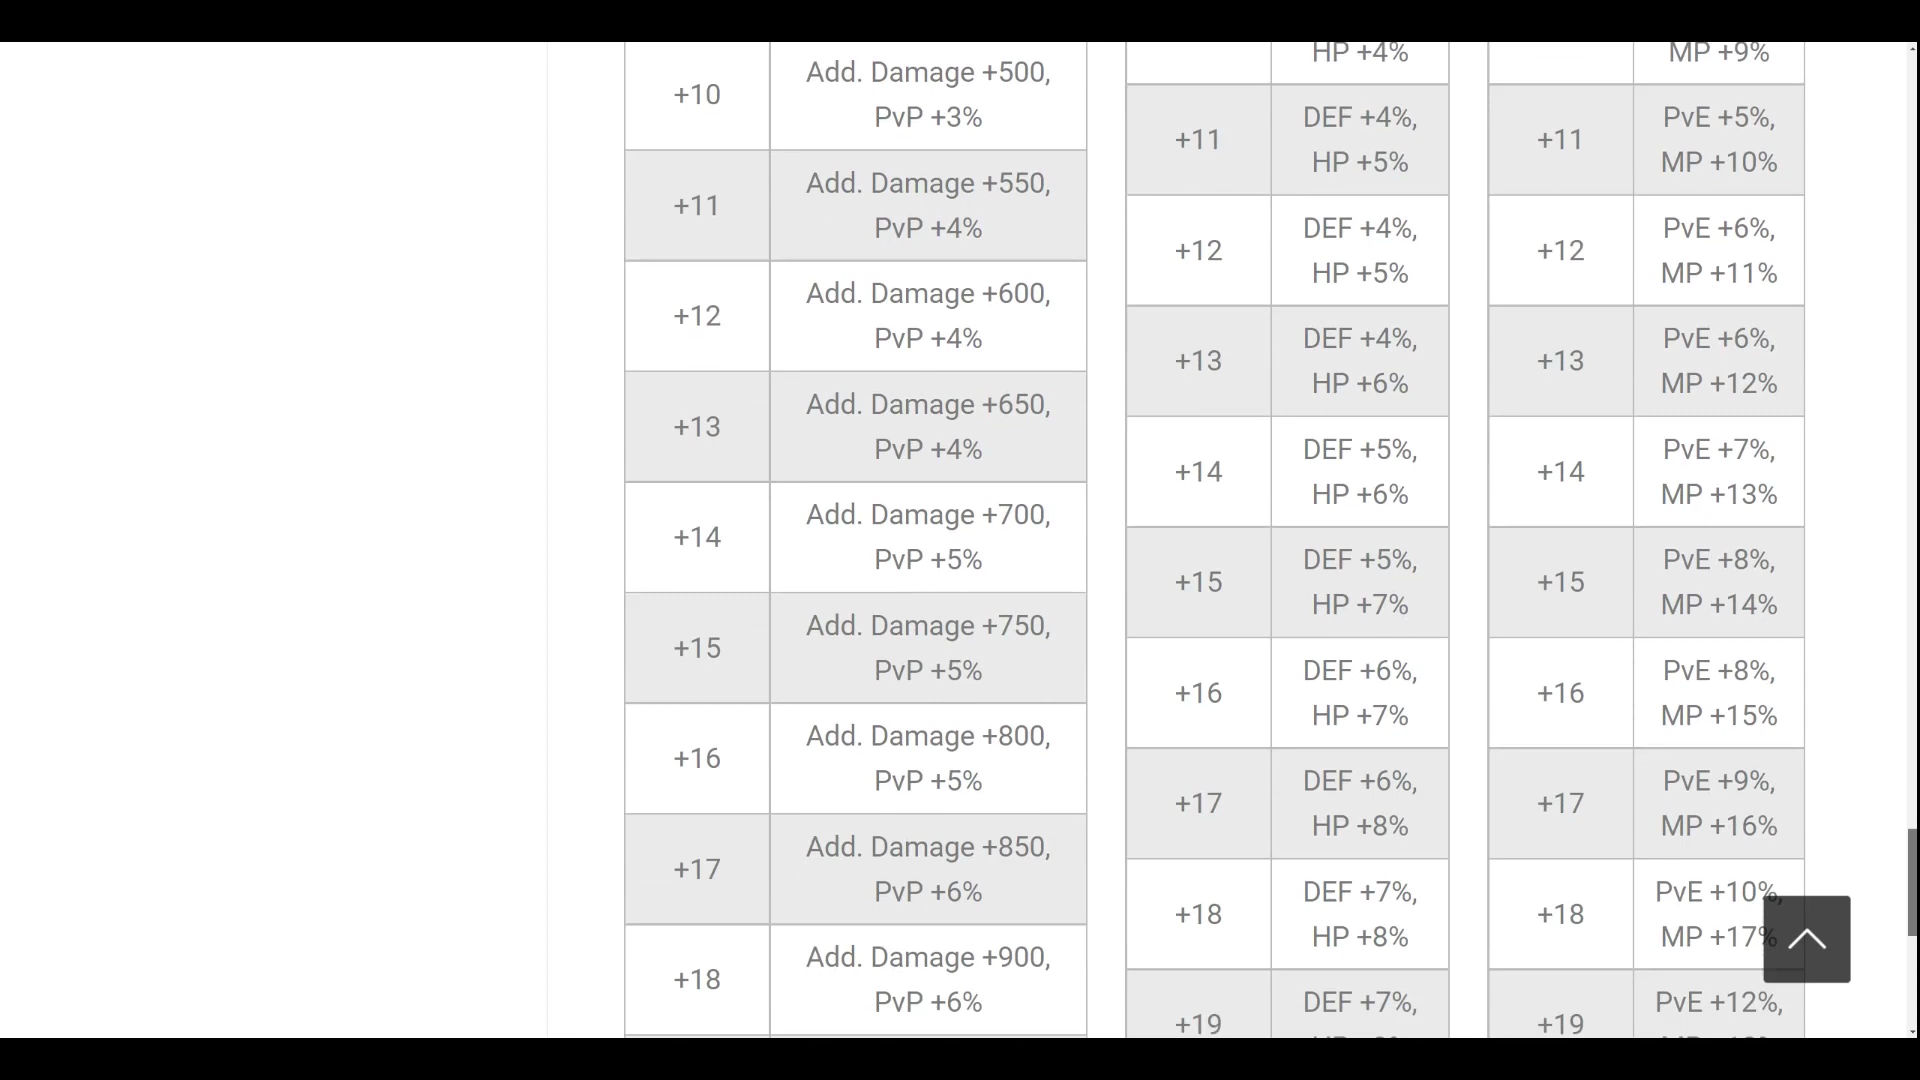 +10
Add. Damage +500,
PvP +3%
+11
Add. Damage +550,
PvP +4%
+12
Add. Damage +600,
PvP +4%
+13
Add. Damage +650,
PvP +4%
+14
Add. Damage +700,
PvP +5%
+15
Add. Damage +750,
PvP +5%
+16
Add. Damage +800,
PvP +5%
+17
Add. Damage +850,
PvP +6%
+18
Add. Damage +900,
PvP +6%
HP +4%
+11
DEF +4%,
HP +5%
+12
DEF +4%,
HP +5%
+13
DEF +4%,
HP +6%
+14
DEF +5%,
HP +6%
+15
DEF +5%,
HP +7%
+16
DEF +6%,
HP +7%
+17
DEF +6%,
HP +8%
+18
DEF +7%,
HP +8%
+19
DEF +7%,
MP +9%
+11
PvE +5%,
MP +10%
+12
PvE +6%,
MP +11%
+13
PvE +6%,
MP +12%
+14
PvE +7%,
MP +13%
+15
PvE +8%,
MP +14%
+16
PvE +8%,
MP +15%
+17
PvE +9%,
MP +16%
+18
PvE +10%,
MP +17%
+19
PvE +12%,